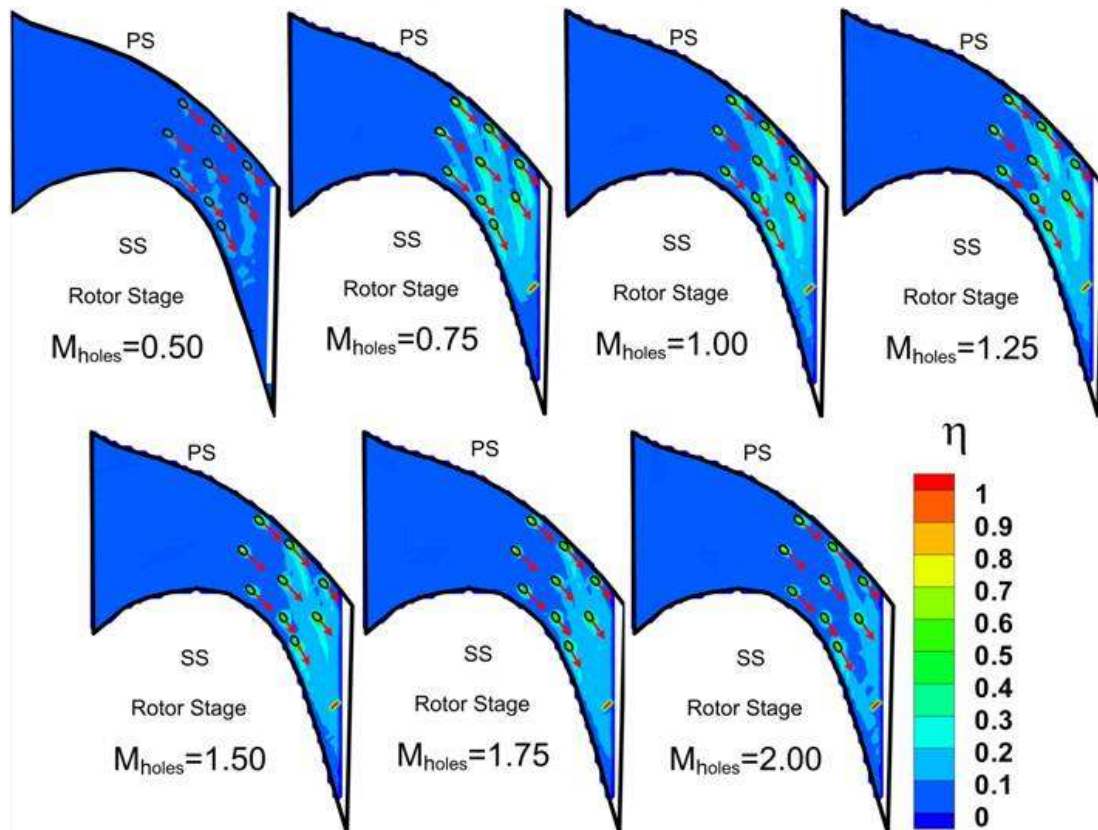 PS
SS
Rotor Stage
Mholes=0.50
PS
SS
Rotor Stage
Mholes=0.75
PS
SS
Rotor Stage
Mholes=1.00
PS
SS
Rotor Stage
Mholes=1.25
PS
SS
Rotor Stage
Mholes=1.50
PS
SS
Rotor Stage
Mholes=1.75
PS
SS
Rotor Stage
Mholes=2.00
η
1
0.9
0.8
0.7
0.6
0.5
0.4
0.3
0.2
0.1
0